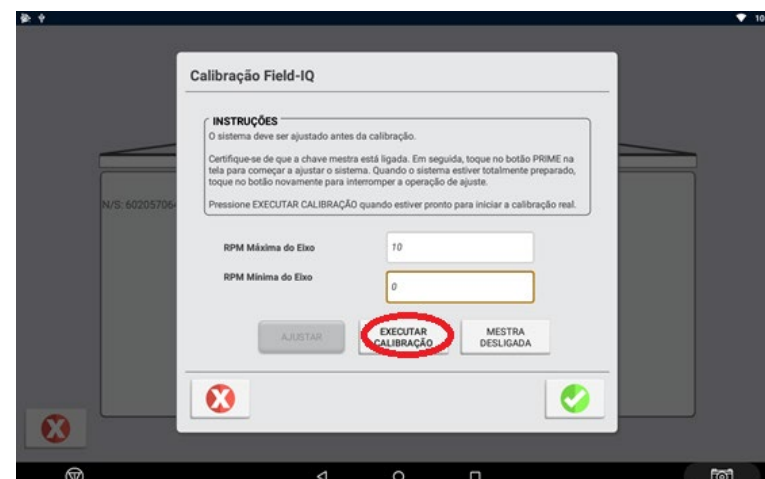 10
Calibração Field-IQ
INSTRUÇÕES
O sistema deve ser ajustado antes da calibração.
Certifique-se de que a chave mestra está ligada. Em seguida, toque no botão PRIME na
tela para começar a ajustar o sistema. Quando o sistema estiver totalmente preparado,
toque no botão novamente para interromper a operação de ajuste.
Pressione EXECUTAR CALIBRAÇÃO quando estiver pronto para iniciar a calibração real.
N/S: 60205706
RPM Máxima do Eixo
10
RPM Mínima do Eixo
0
AJUSTAR
EXECUTAR
CALIBRAÇÃO
MESTRA
DESLIGADA